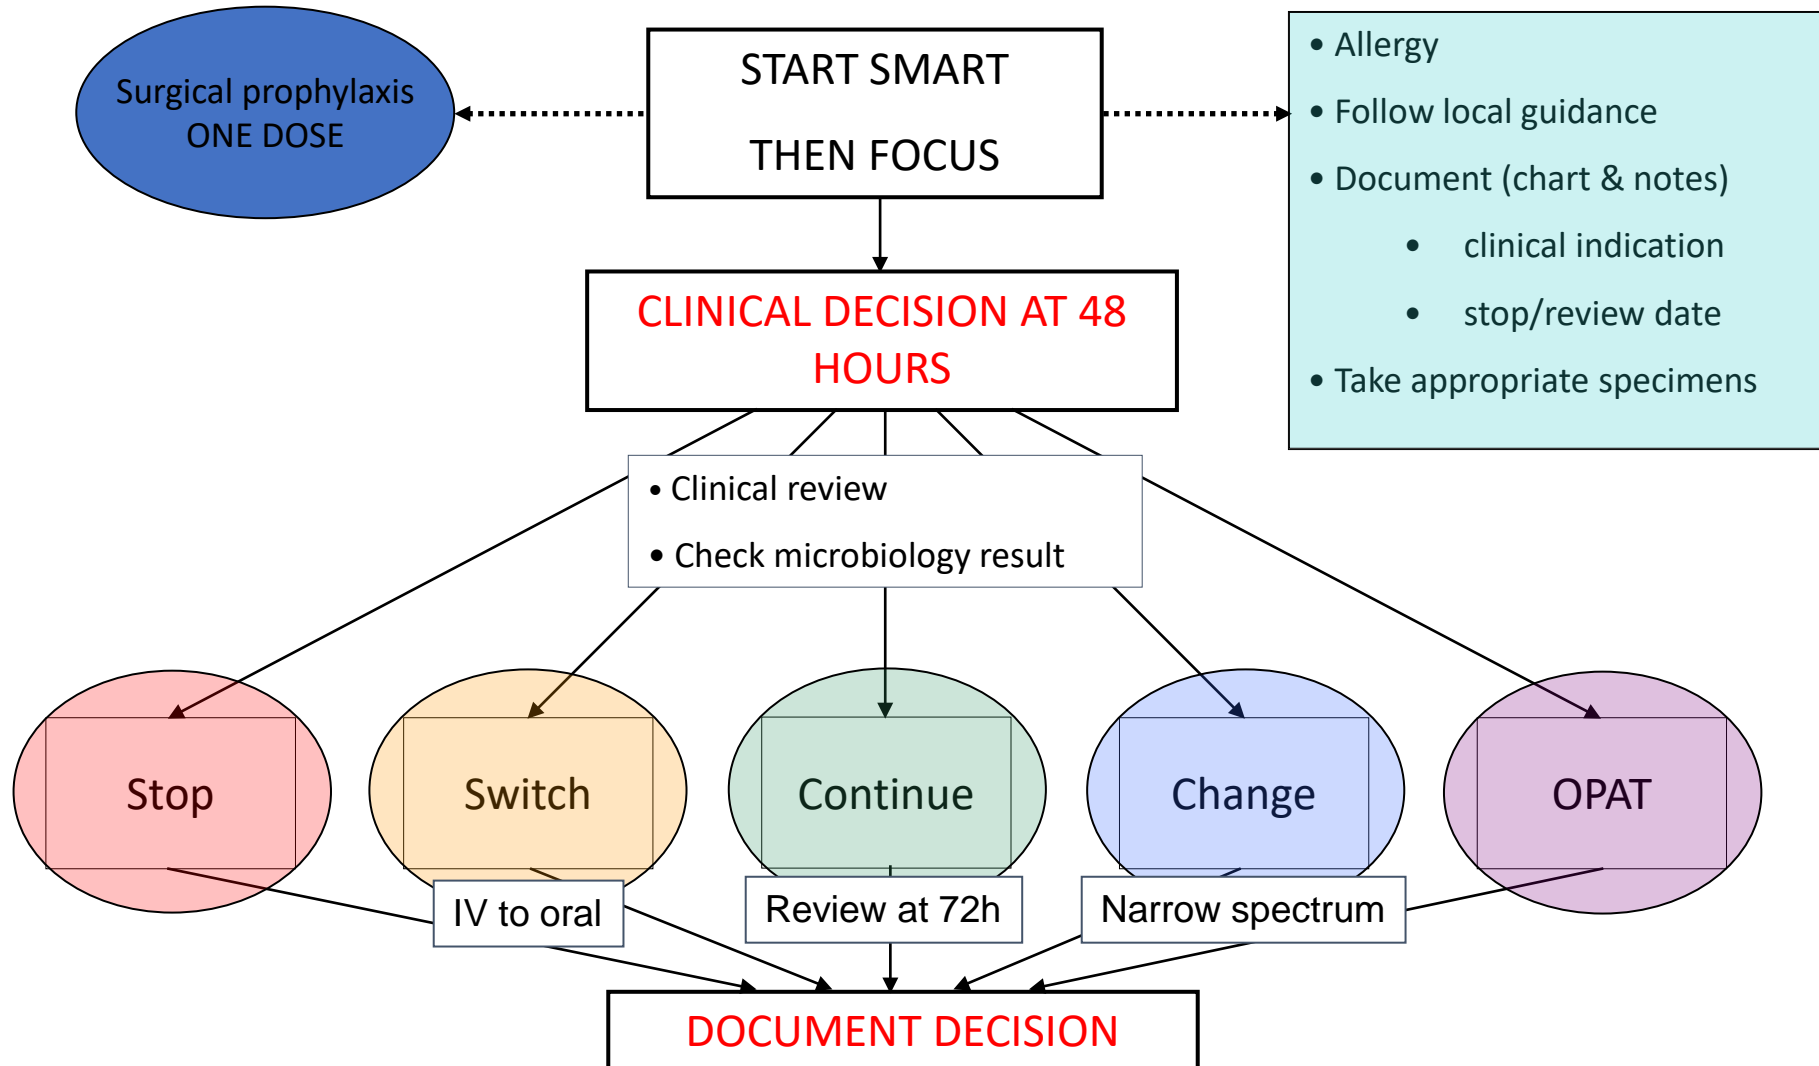 Surgical prophylaxis
ONE DOSE
START SMART
THEN FOCUS
• Allergy
• Follow local guidance
• Document (chart & notes)
• clinical indication
• stop/review date
• Take appropriate specimens
CLINICAL DECISION AT 48
HOURS
• Clinical review
• Check microbiology result
Stop
Switch
Continue
Change
OPAT
IV to oral
Review at 72h
Narrow spectrum
DOCUMENT DECISION